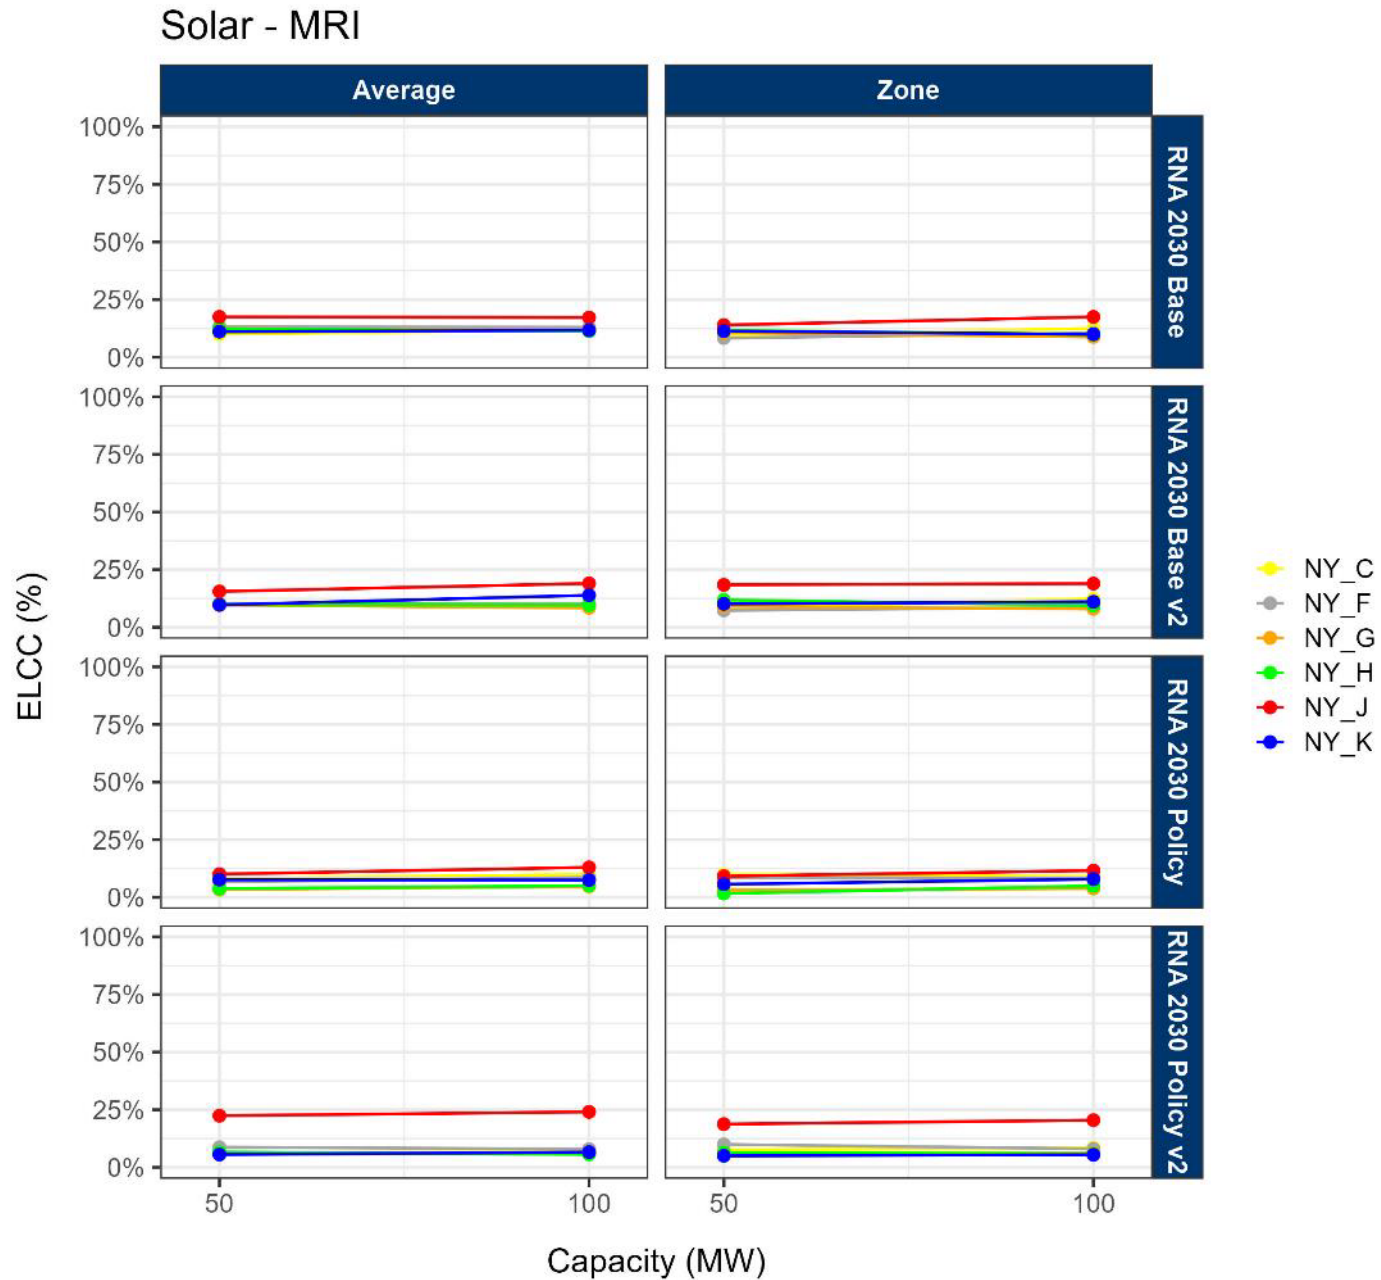 Solar - MRI
Average
Zone
100%
75%
50%
25%
0%
RNA 2030 Base
100%
75%
50%
25%
0%
RNA 2030 Base v2
100%
75%
50%
25%
0%
RNA 2030 Policy
100%
75%
50%
25%
0%
RNA 2030 Policy v2
50
100
50
100
Capacity (MW)
ELCC (%)
NY_C
NY_F
NY_G
NY_H
NY_J
NY_K